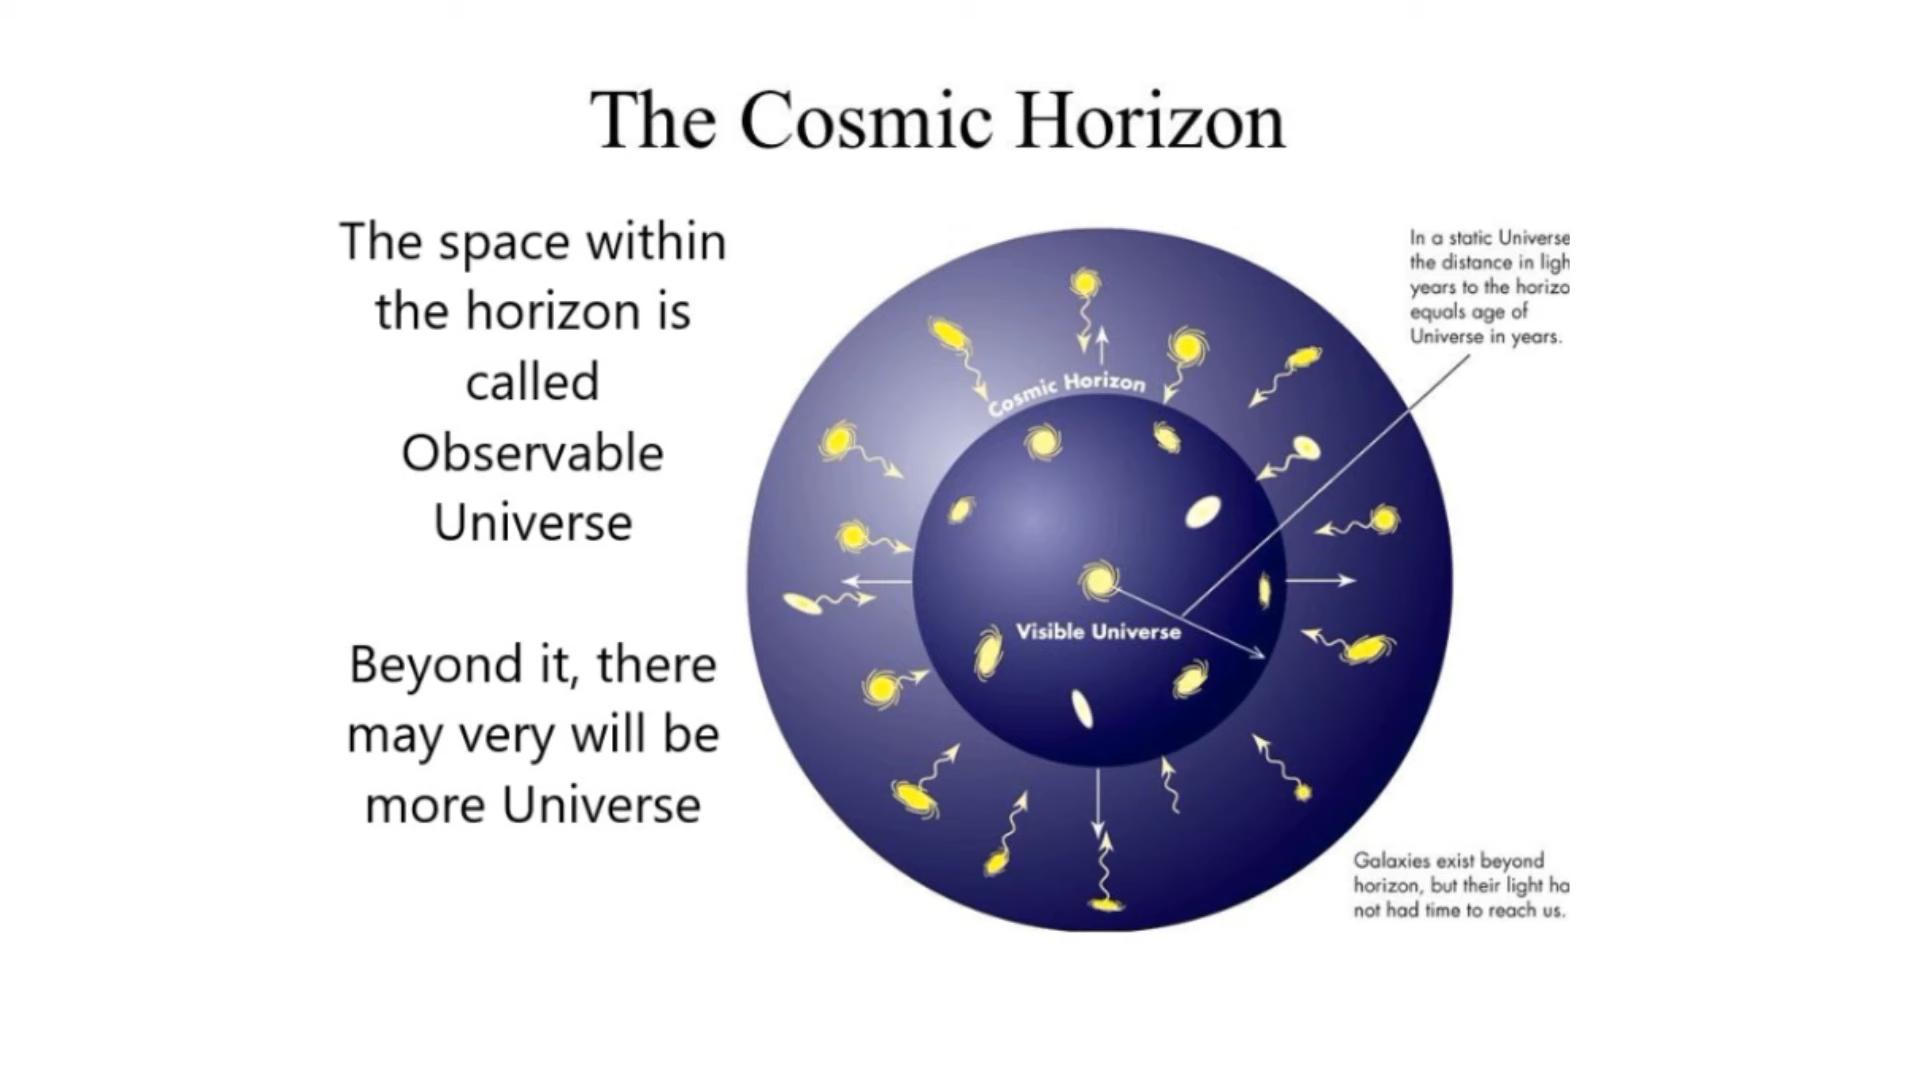 The Cosmic Horizon
The space within
the horizon is
called
Observable
Universe
Beyond it, there
may very will be
more Universe
Cosmic Horizon
Visible Universe
In a static Universe
the distance in ligh
years to the horizo
equals age of
Universe in years.
Galaxies exist beyond
horizon, but their light ha
not had time to reach us.